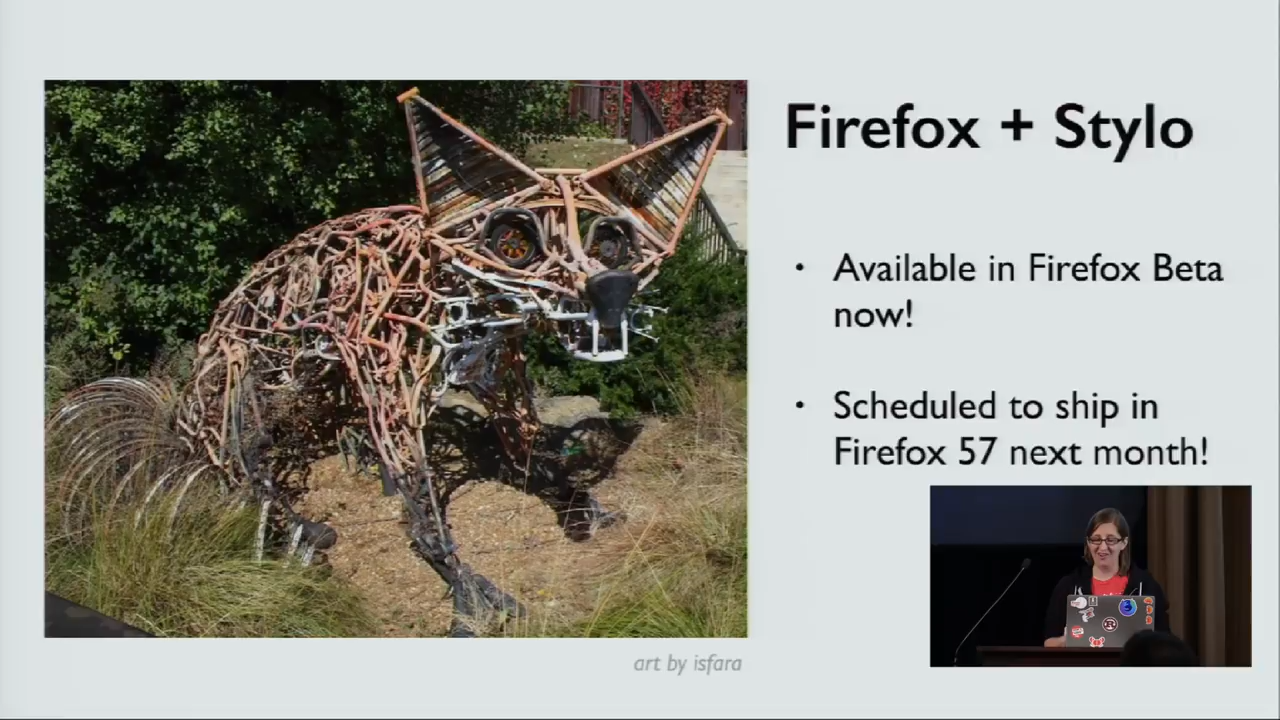 Firefox + Stylo
• Available in Firefox Beta
now!
• Scheduled to ship in
Firefox 57 next month!
art by isfara